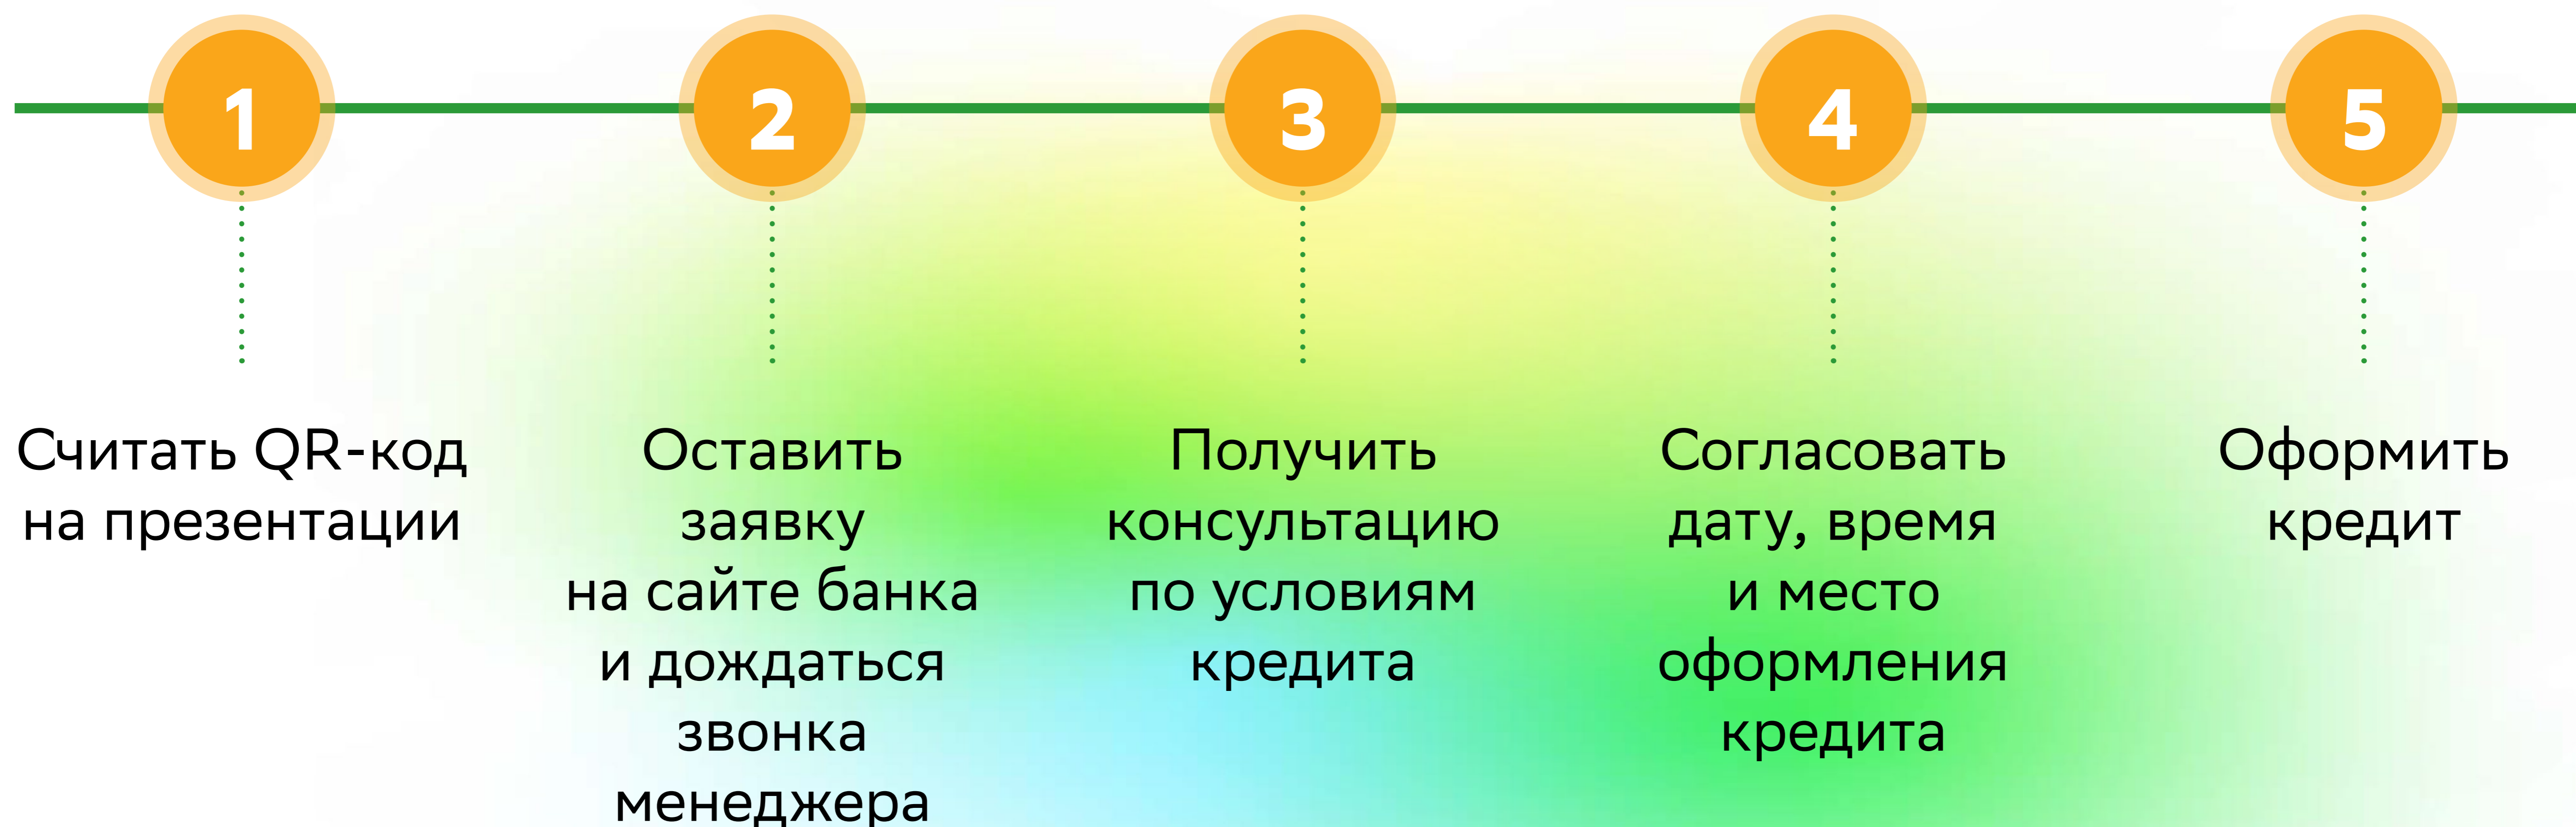 1
2
3
4
5
Считать QR-код
на презентации
Оставить
заявку
на сайте банка
и дождаться
звонка
менеджера
Получить
консультацию
по условиям
кредита
Согласовать
дату, время
и место
оформления
кредита
Оформить
кредит